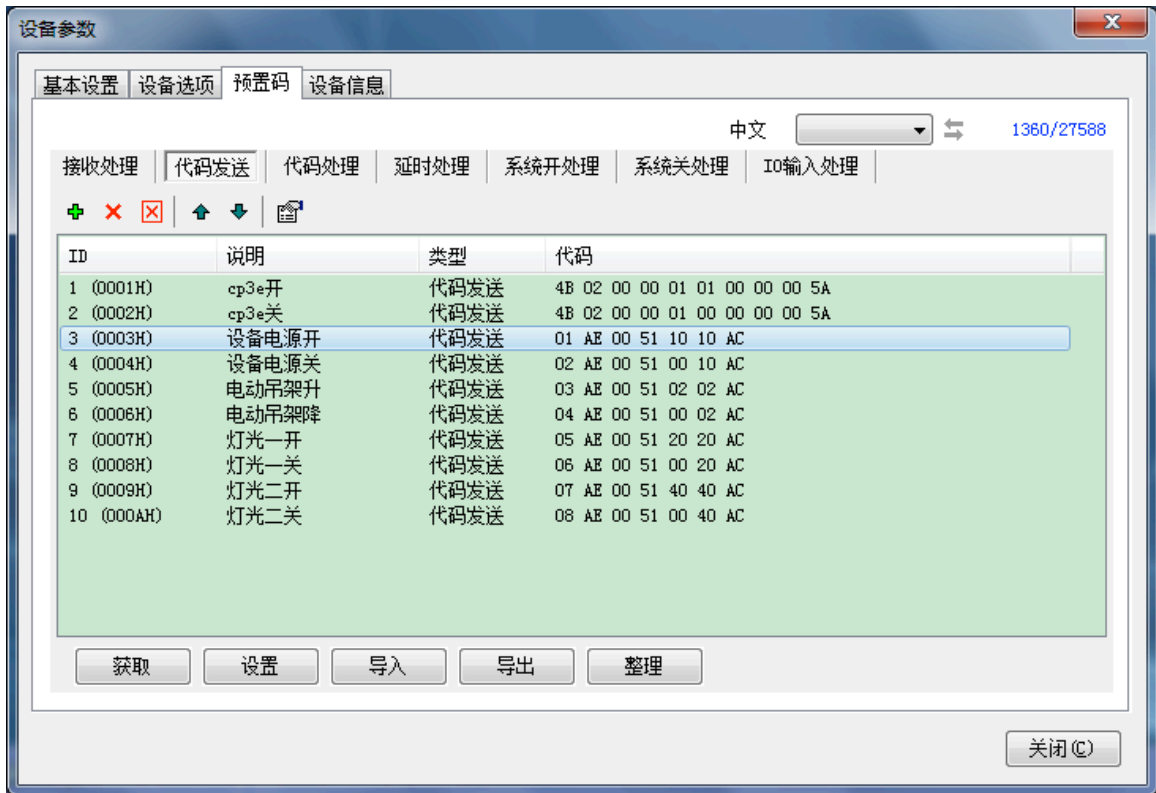 设备参数
基本设置 设备选项 预置码 设备信息
中文 1360/27588
接收处理 代码发送 代码处理 延时处理 系统开处理 系统关处理 IO输入处理
ID 说明 类型 代码
1 (0001H) cp3e开 代码发送 4B 02 00 00 01 01 00 00 00 5A
2 (0002H) cp3e关 代码发送 4B 02 00 00 01 00 00 00 00 5A
3 (0003H) 设备电源开 代码发送 01 AE 00 51 10 10 AC
4 (0004H) 设备电源关 代码发送 02 AE 00 51 00 10 AC
5 (0005H) 电动吊架升 代码发送 03 AE 00 51 02 02 AC
6 (0006H) 电动吊架降 代码发送 04 AE 00 51 00 02 AC
7 (0007H) 灯光一开 代码发送 05 AE 00 51 20 20 AC
8 (0008H) 灯光一关 代码发送 06 AE 00 51 00 20 AC
9 (0009H) 灯光二开 代码发送 07 AE 00 51 40 40 AC
10 (000AH) 灯光二关 代码发送 08 AE 00 51 00 40 AC
获取 设置 导入 导出 整理
关闭(C)